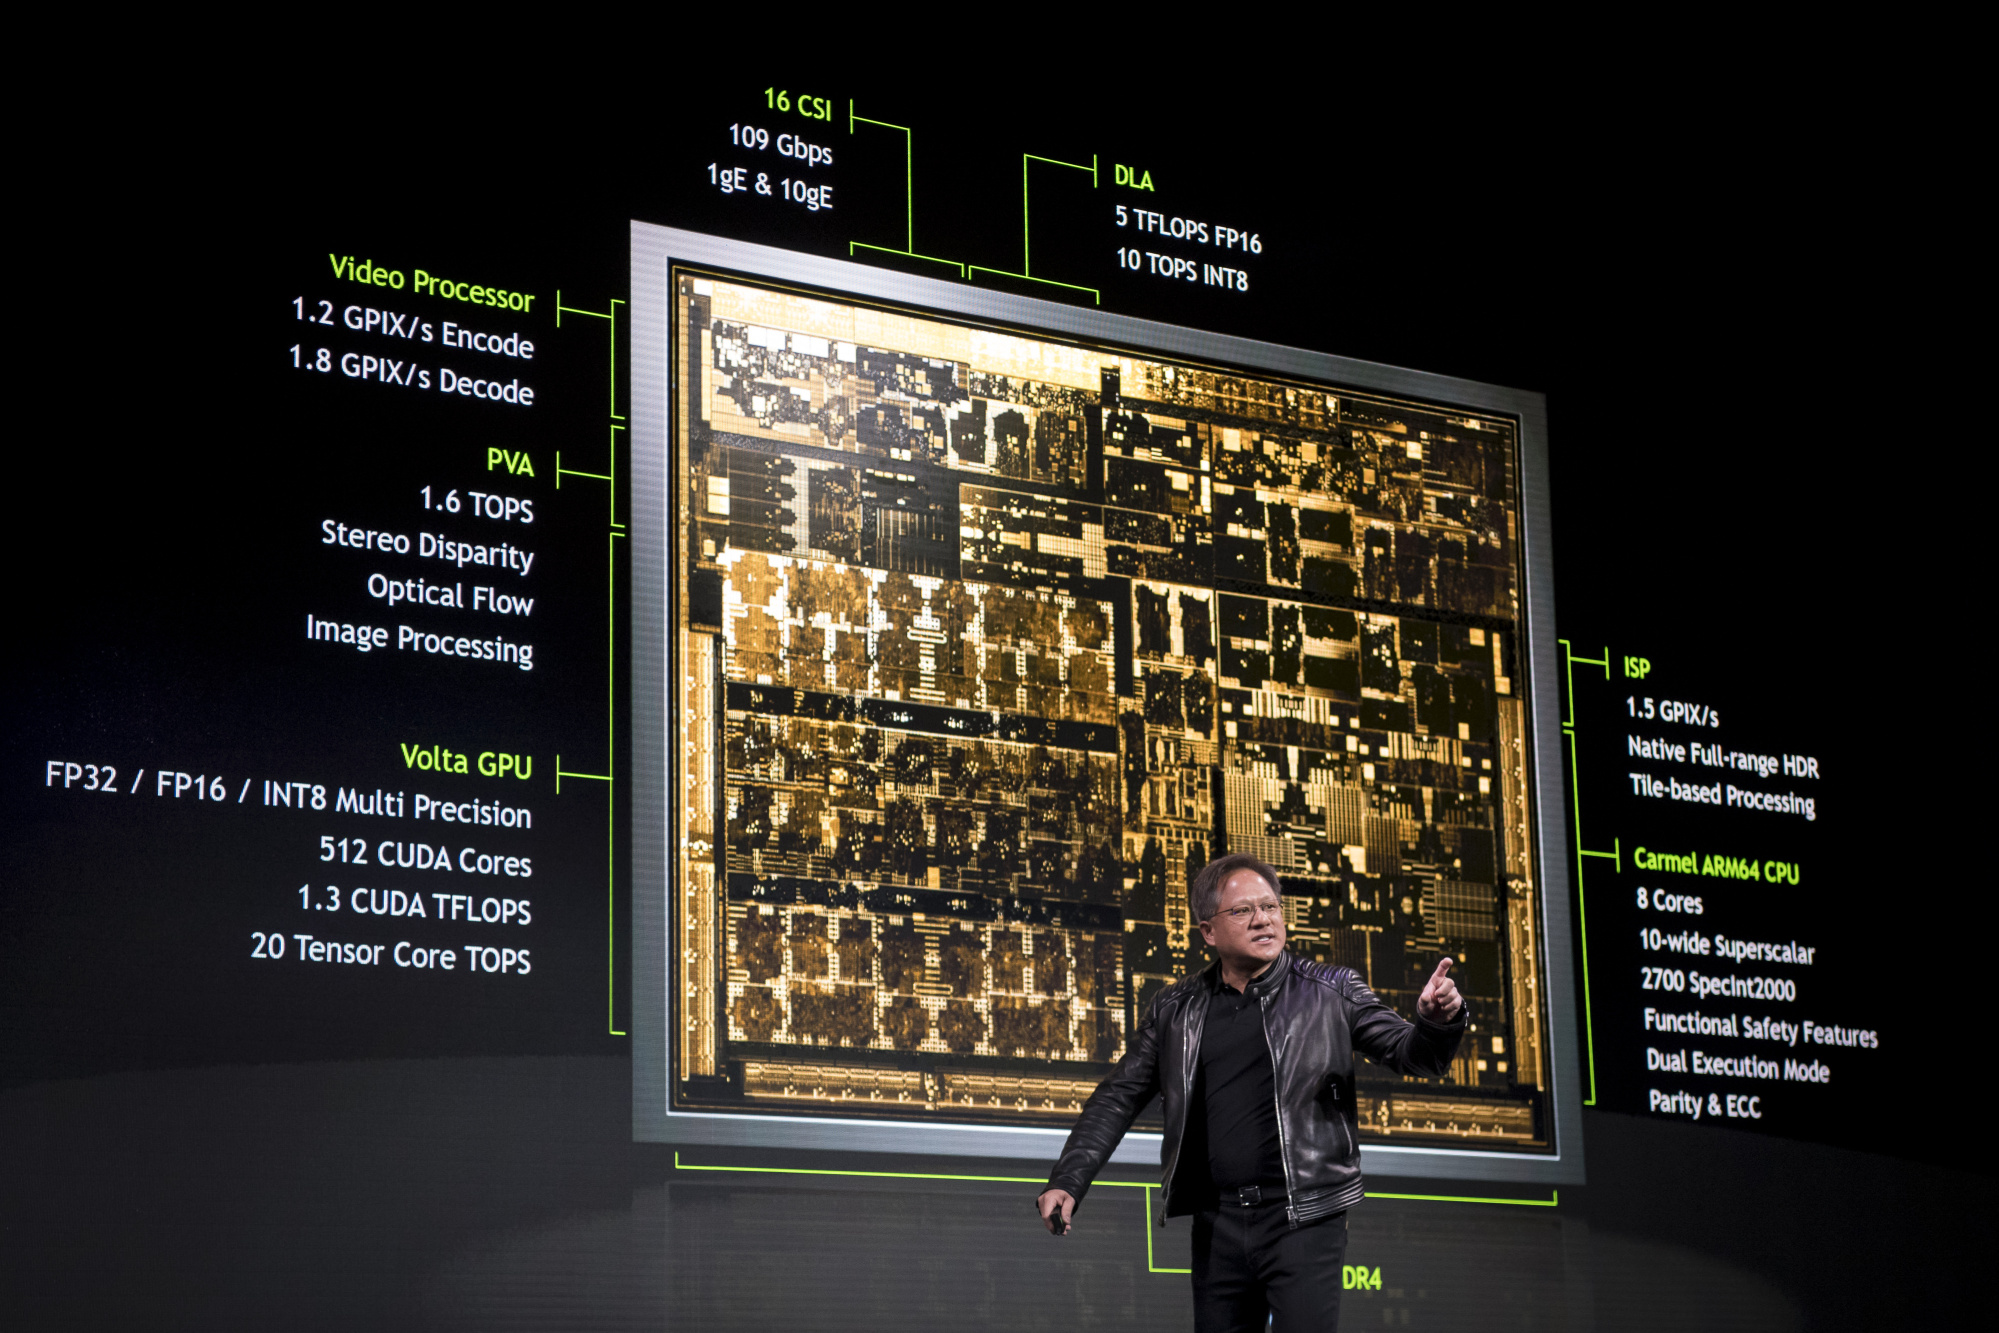 16 CSI
109 Gbps
1gE & 10gE
DLA
5 TFLOPS FP16
10 TOPS INT8
Video Processor
1.2 GPIX/s Encode
1.8 GPIX/s Decode
PVA
1.6 TOPS
Stereo Disparity
Optical Flow
Image Processing
Volta GPU
FP32 / FP16 / INT8 Multi Precision
512 CUDA Cores
1.3 CUDA TFLOPS
20 Tensor Core TOPS
ISP
1.5 GPIX/s
Native Full-range HDR
Tile-based Processing
Carmel ARM64 CPU
8 Cores
10-wide Superscalar
2700 SpecInt2000
Functional Safety Features
Dual Execution Mode
Parity & ECC
DR4